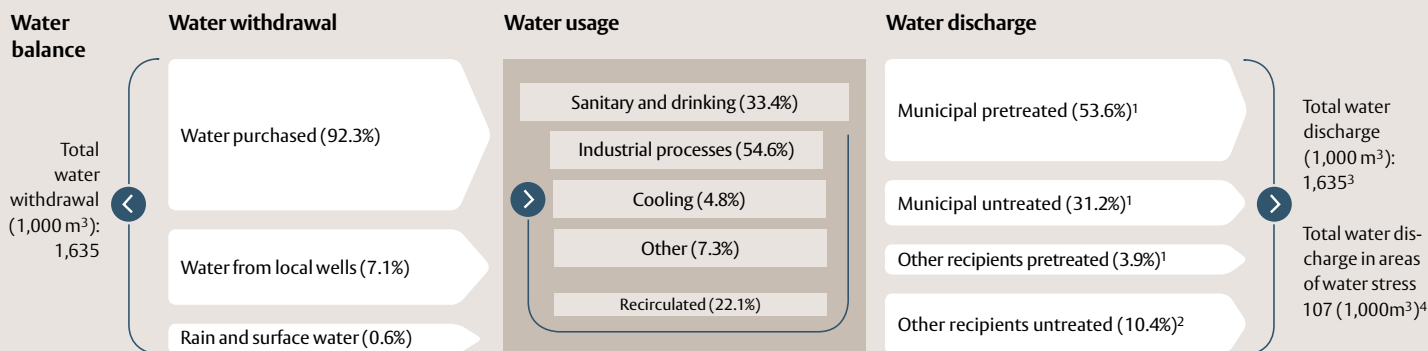 Water
balance
Water withdrawal
Water usage
Water discharge
Total
water
withdrawal
(1,000 m³):
1,635
Water purchased (92.3%)
Water from local wells (7.1%)
Rain and surface water (0.6%)
Sanitary and drinking (33.4%)
Industrial processes (54.6%)
Cooling (4.8%)
Other (7.3%)
Recirculated (22.1%)
Municipal pretreated (53.6%)¹
Municipal untreated (31.2%)¹
Other recipients pretreated (3.9%)¹
Other recipients untreated (10.4%)²
Total water
discharge
(1,000 m³):
1,635³
Total water dis-
charge in areas
of water stress
107 (1,000m³)⁴